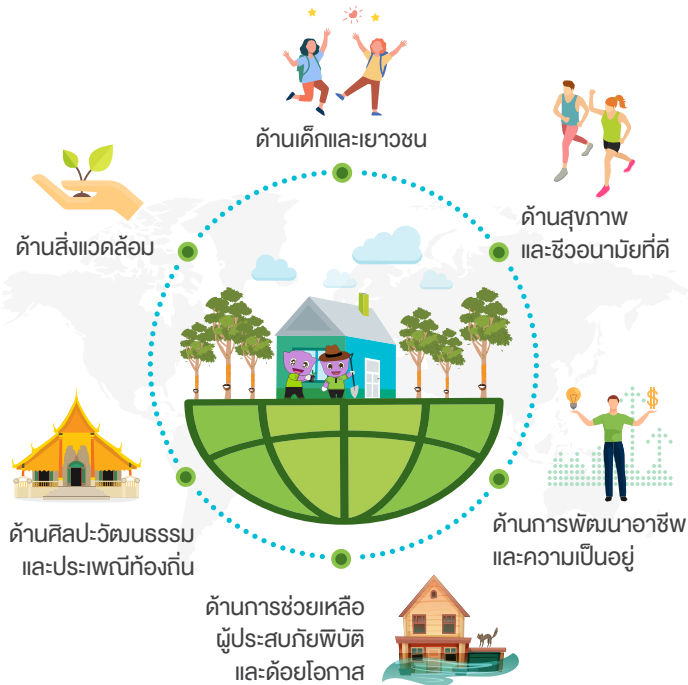 ด้านเด็กและเยาวชน
ด้านสุขภาพ
และชีวอนามัยที่ดี
ด้านสิ่งแวดล้อม
$
ด้านการพัฒนาอาชีพ
และความเป็นอยู่
ด้านศิลปะวัฒนธรรม
และประเพณีท้องถิ่น
ด้านการช่วยเหลือ
ผู้ประสบภัยพิบัติ
และด้อยโอกาส